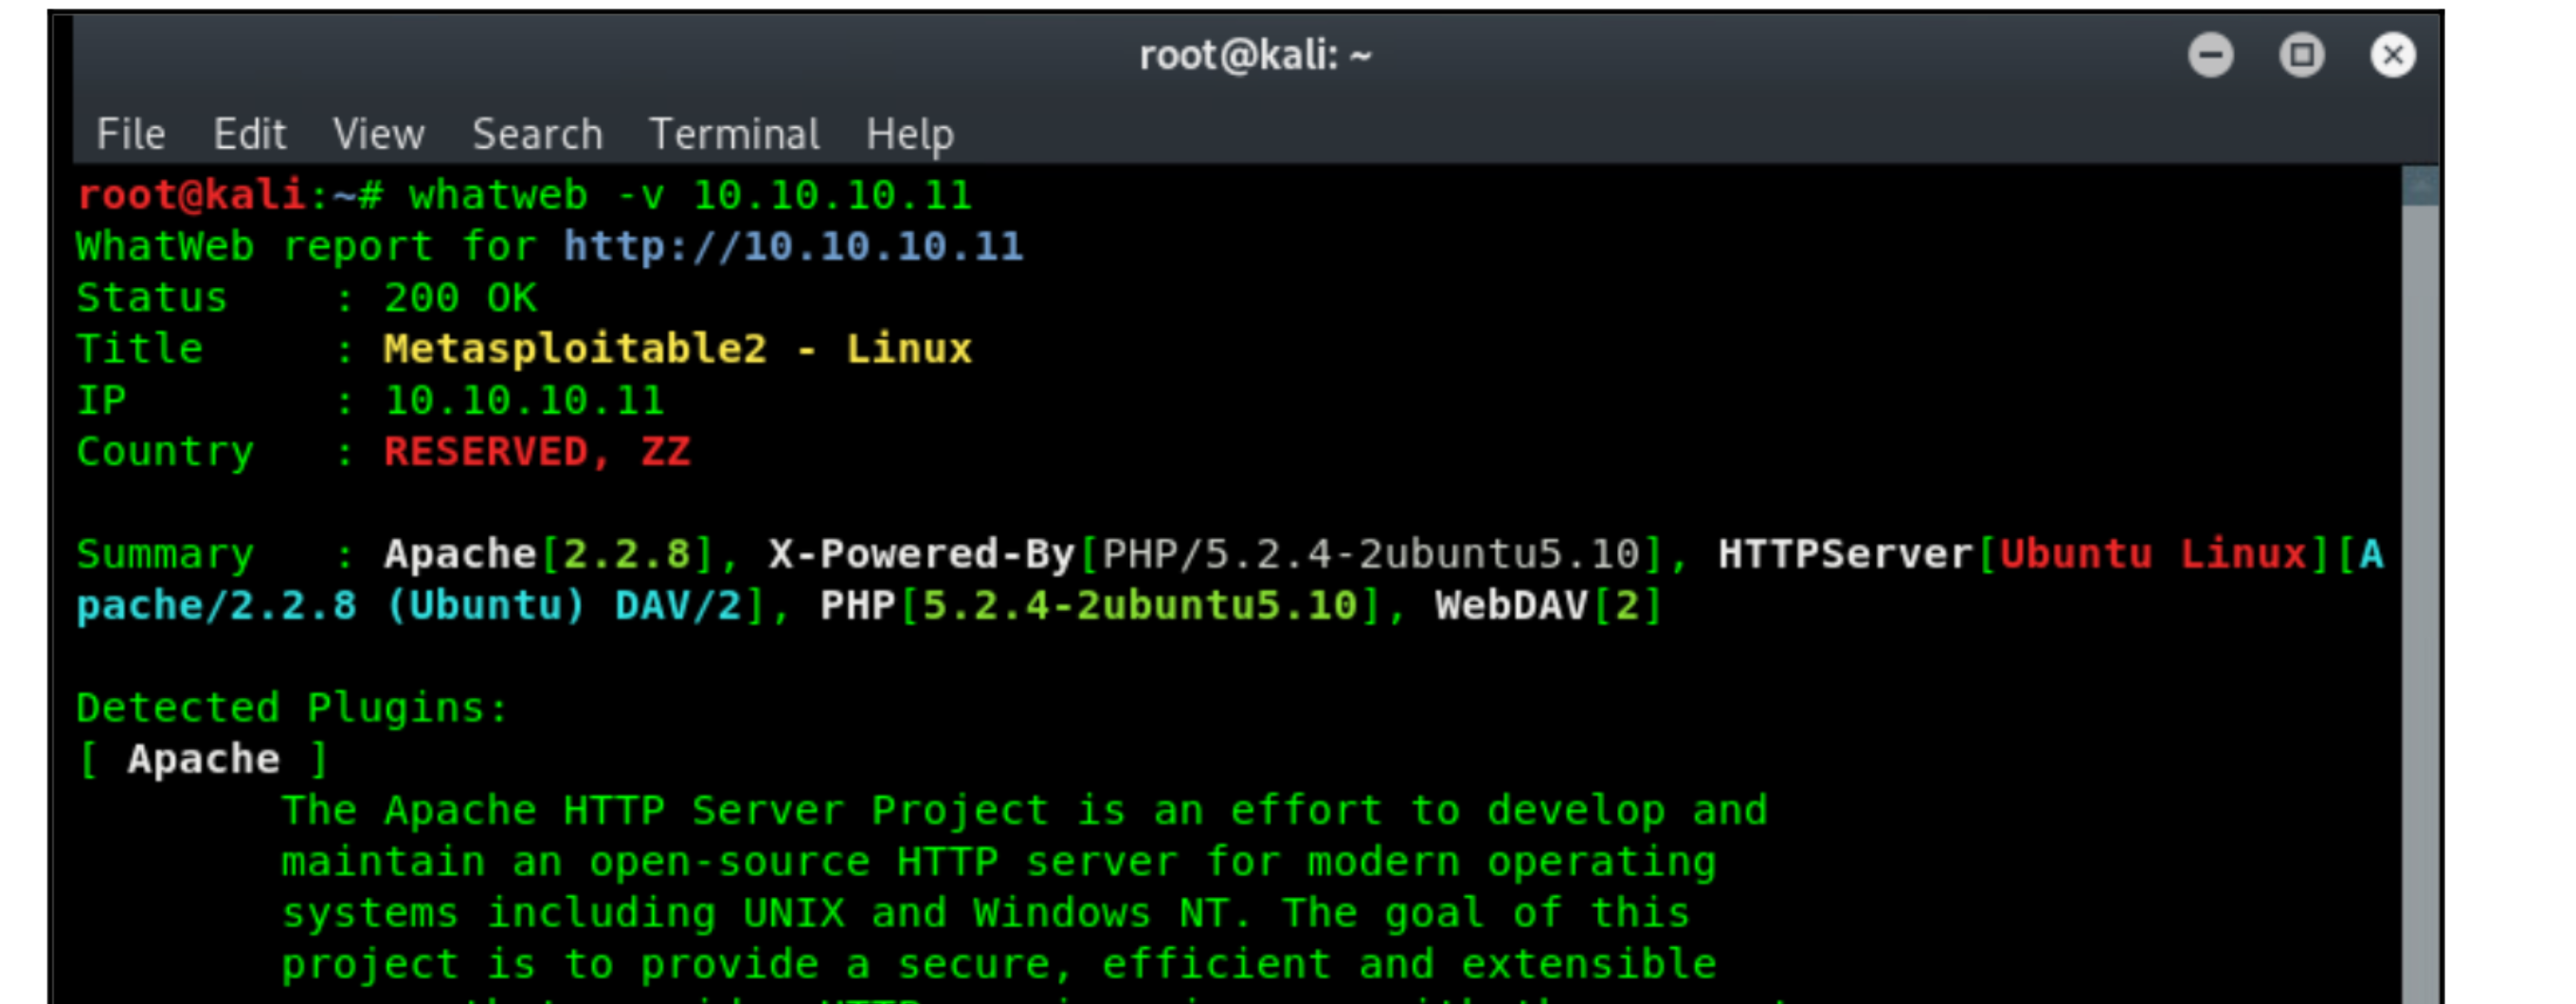 root@kali: ~
File Edit View Search Terminal Help
root@kali:~# whatweb -v 10.10.10.11
WhatWeb report for http://10.10.10.11
Status    : 200 OK
Title     : Metasploitable2 - Linux
IP        : 10.10.10.11
Country   : RESERVED, ZZ
Summary   : Apache[2.2.8], X-Powered-By[PHP/5.2.4-2ubuntu5.10], HTTPServer[Ubuntu Linux][A
pache/2.2.8 (Ubuntu) DAV/2], PHP[5.2.4-2ubuntu5.10], WebDAV[2]
Detected Plugins:
[ Apache ]
The Apache HTTP Server Project is an effort to develop and
maintain an open-source HTTP server for modern operating
systems including UNIX and Windows NT. The goal of this
project is to provide a secure, efficient and extensible